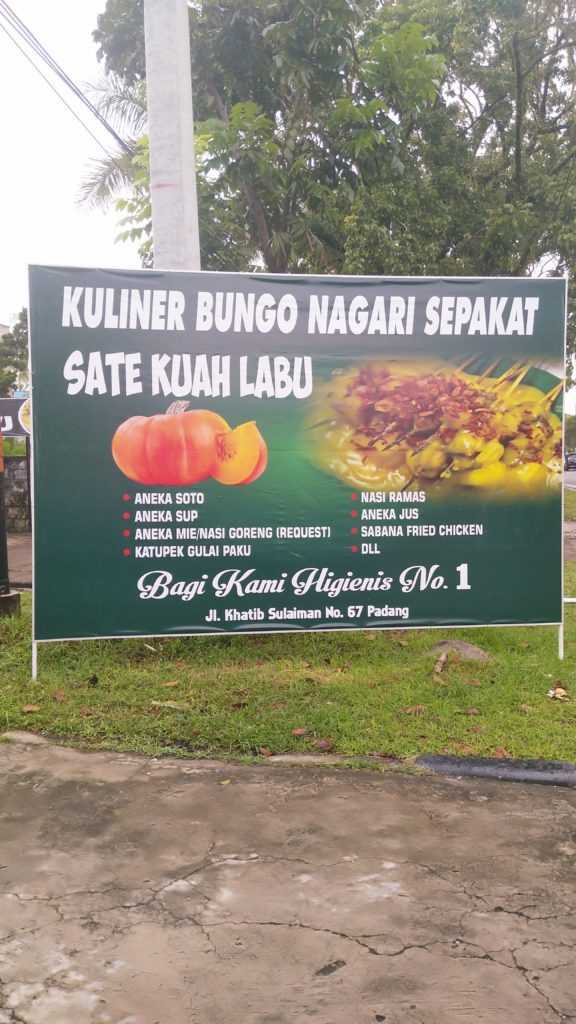 KULINER BUNGO NAGARI SEPAKAT
SATE KUAH LABU
• ANEKA SOTO
• ANEKA SUP
• ANEKA MIE/NASI GORENG (REQUEST)
• KATUPEK GULAI PAKU
• NASI RAMAS
• ANEKA JUS
• SABANA FRIED CHICKEN
• DLL
Bagi Kami Higienis No. 1
Jl. Khatib Sulaiman No. 67 Padang